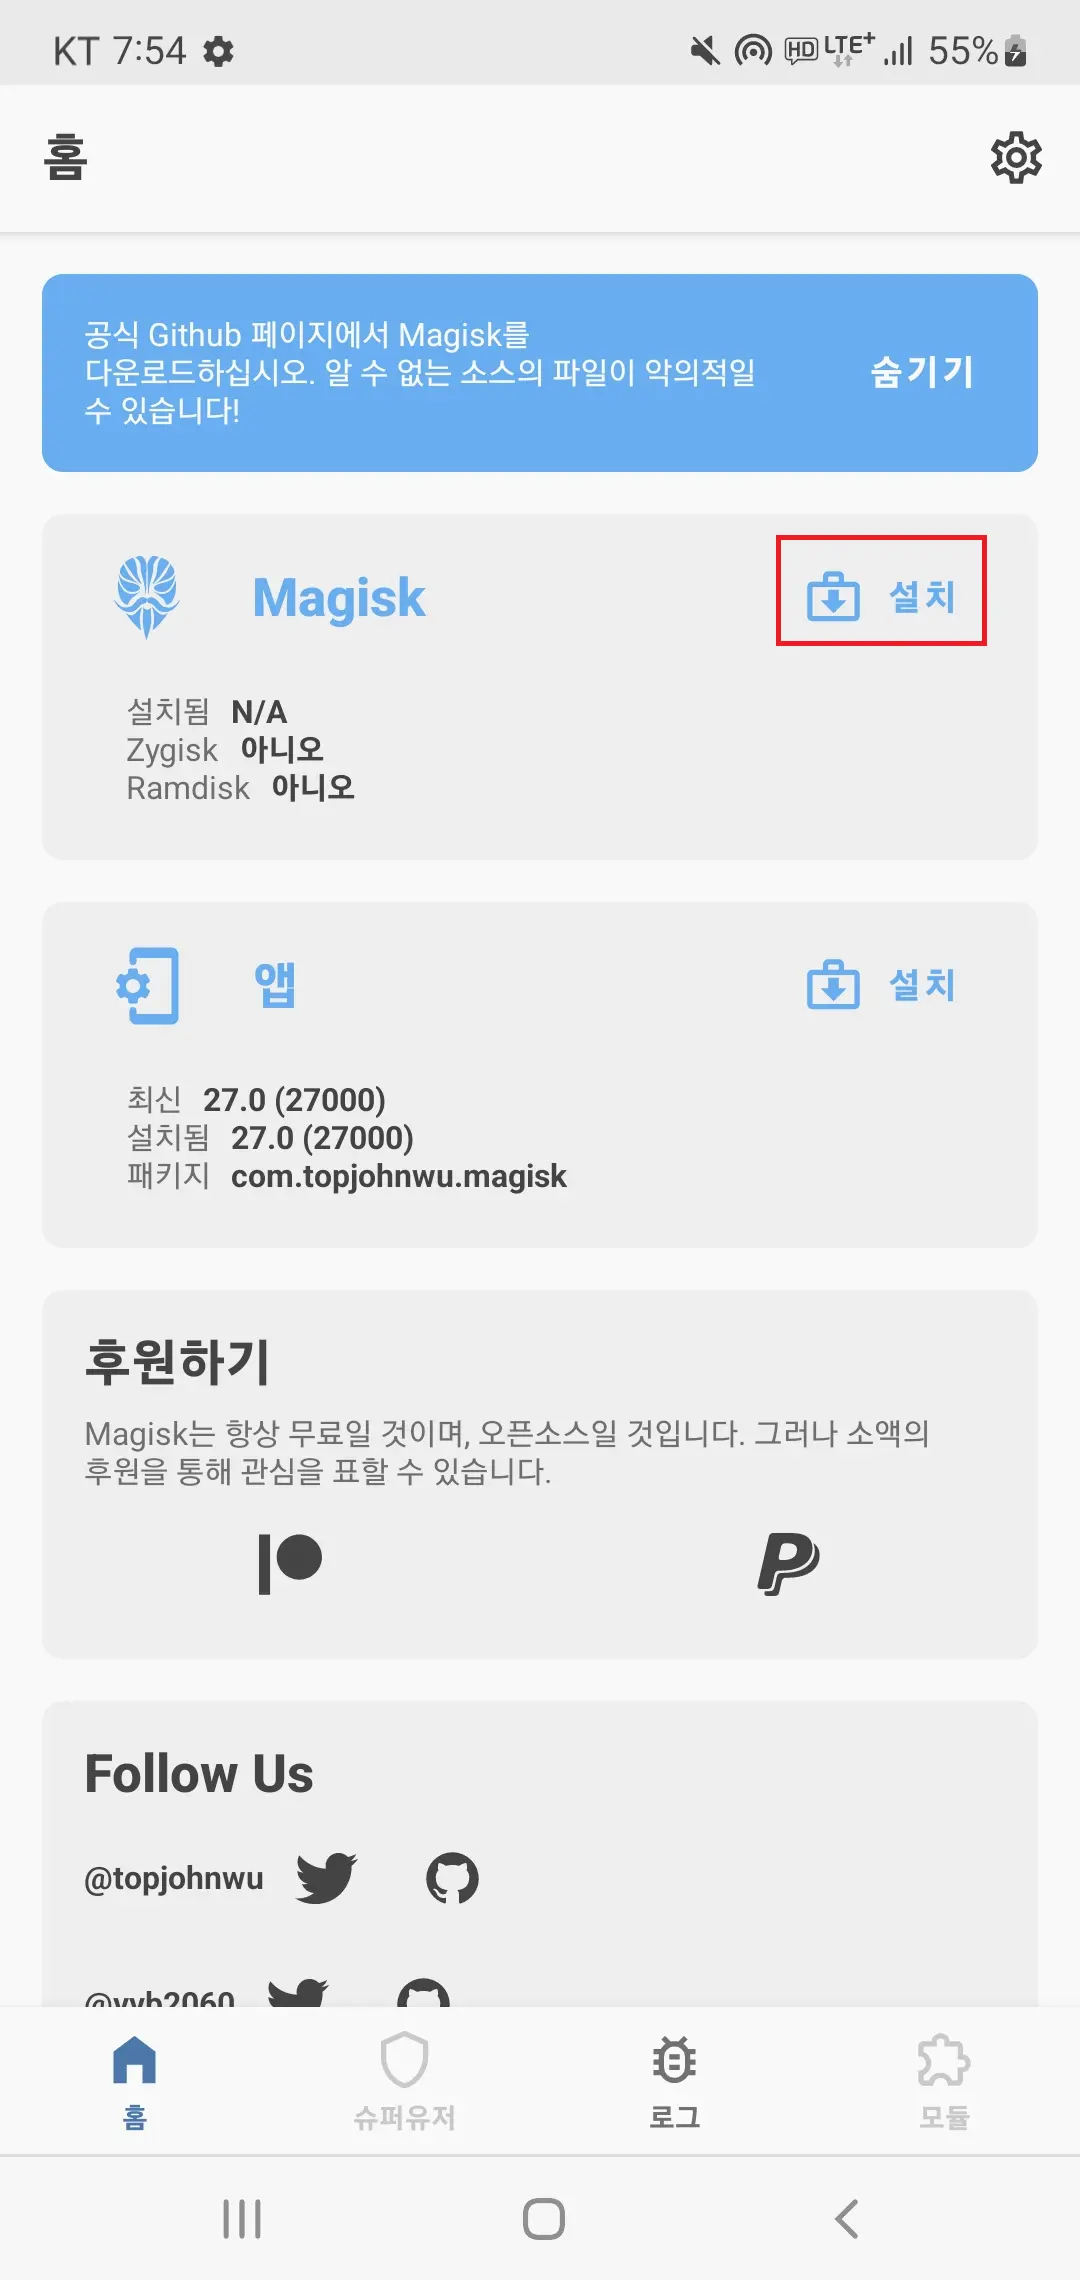 KT 7:54 HD LTE+ 55%
홈
공식 Github 페이지에서 Magisk를
다운로드하십시오. 알 수 없는 소스의 파일이 악의적일
수 있습니다!
숨기기
Magisk
설치
설치됨 N/A
Zygisk 아니오
Ramdisk 아니오
앱
설치
최신 27.0 (27000)
설치됨 27.0 (27000)
패키지 com.topjohnwu.magisk
후원하기
Magisk는 항상 무료일 것이며, 오픈소스일 것입니다. 그러나 소액의
후원을 통해 관심을 표할 수 있습니다.
Follow Us
@topjohnwu
@vvb2060
홈
슈퍼유저
로그
모듈